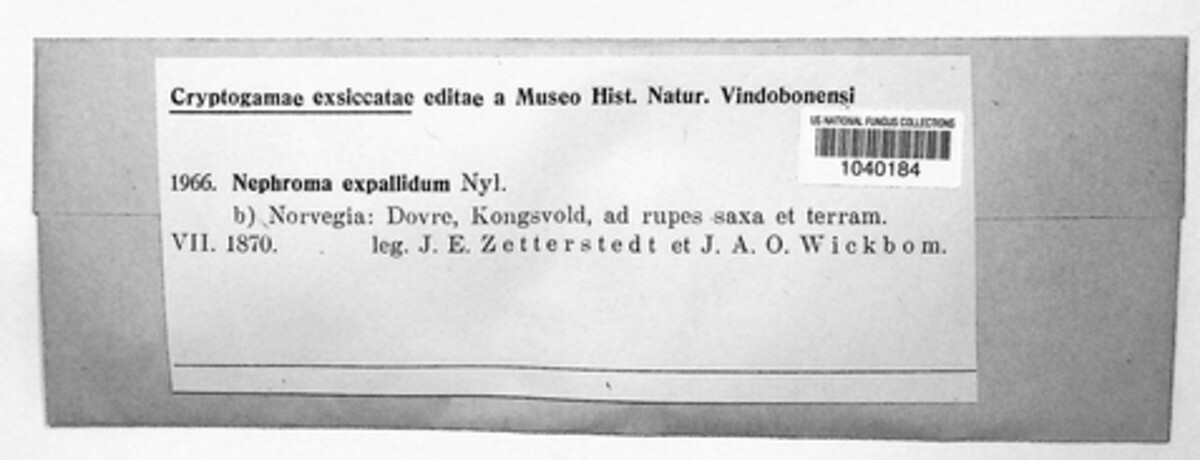 Cryptogamae exsiccatae editae a Museo Hist. Natur. Vindobonensi
US NATIONAL FUNGUS COLLECTIONS
1040184
1966. Nephroma expallidum Nyl.
b) Norvegia: Dovre, Kongsvold, ad rupes saxa et terram.
VII. 1870. leg. J. E. Zetterstedt et J. A. O. Wickbom.